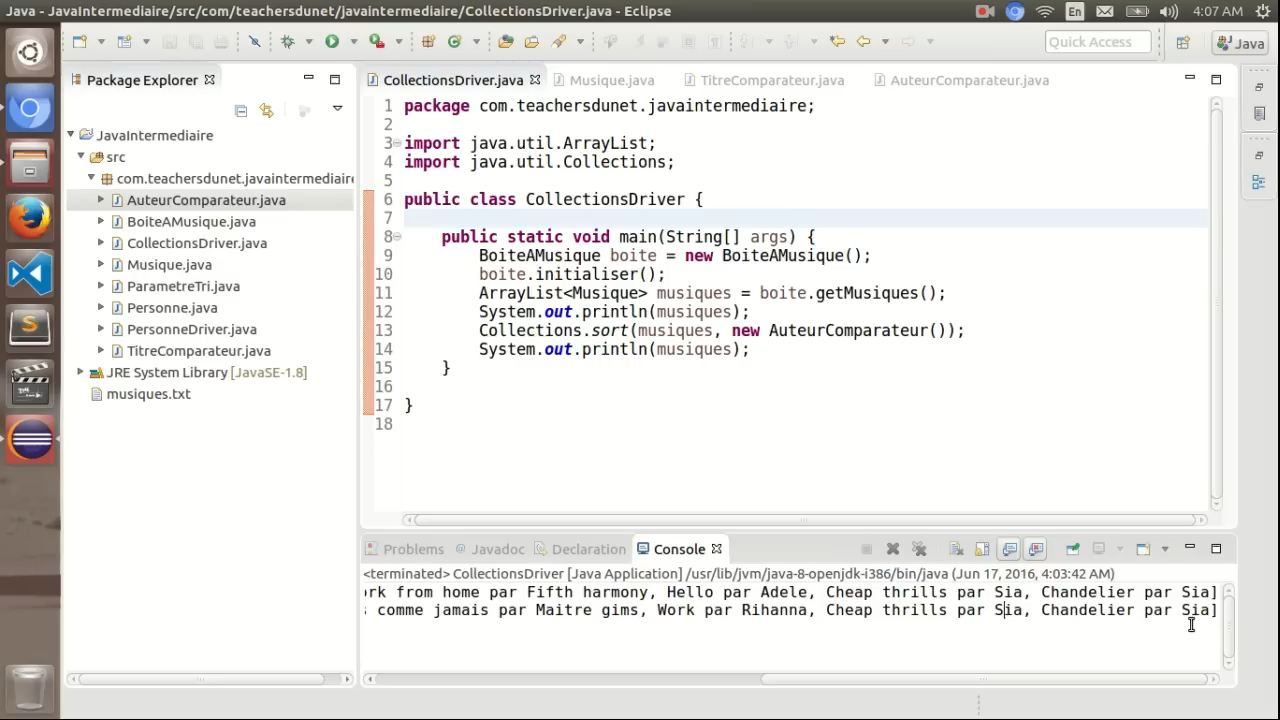 Java - JavaIntermediaire/src/com/teachersdunet/javaintermediaire/CollectionsDriver.java - Eclipse
En
4:07 AM
Quick Access
Java
Package Explorer
JavaIntermediaire
src
com.teachersdunet.javaintermediaire
AuteurComparateur.java
BoiteAMusique.java
CollectionsDriver.java
Musique.java
ParametreTri.java
Personne.java
PersonneDriver.java
TitreComparateur.java
JRE System Library [JavaSE-1.8]
musiques.txt
CollectionsDriver.java
Musique.java
TitreComparateur.java
AuteurComparateur.java
1 package com.teachersdunet.javaintermediaire;
2
3 import java.util.ArrayList;
4 import java.util.Collections;
5
6 public class CollectionsDriver {
7
8 public static void main(String[] args) {
9 BoiteAMusique boite = new BoiteAMusique();
10 boite.initialiser();
11 ArrayList<Musique> musiques = boite.getMusiques();
12 System.out.println(musiques);
13 Collections.sort(musiques, new AuteurComparateur());
14 System.out.println(musiques);
15 }
16
17 }
18
Problems
Javadoc
Declaration
Console
<terminated> CollectionsDriver [Java Application] /usr/lib/jvm/java-8-openjdk-i386/bin/java (Jun 17, 2016, 4:03:42 AM)
ork from home par Fifth harmony, Hello par Adele, Cheap thrills par Sia, Chandelier par Sia]
s comme jamais par Maitre gims, Work par Rihanna, Cheap thrills par Sia, Chandelier par Sia]